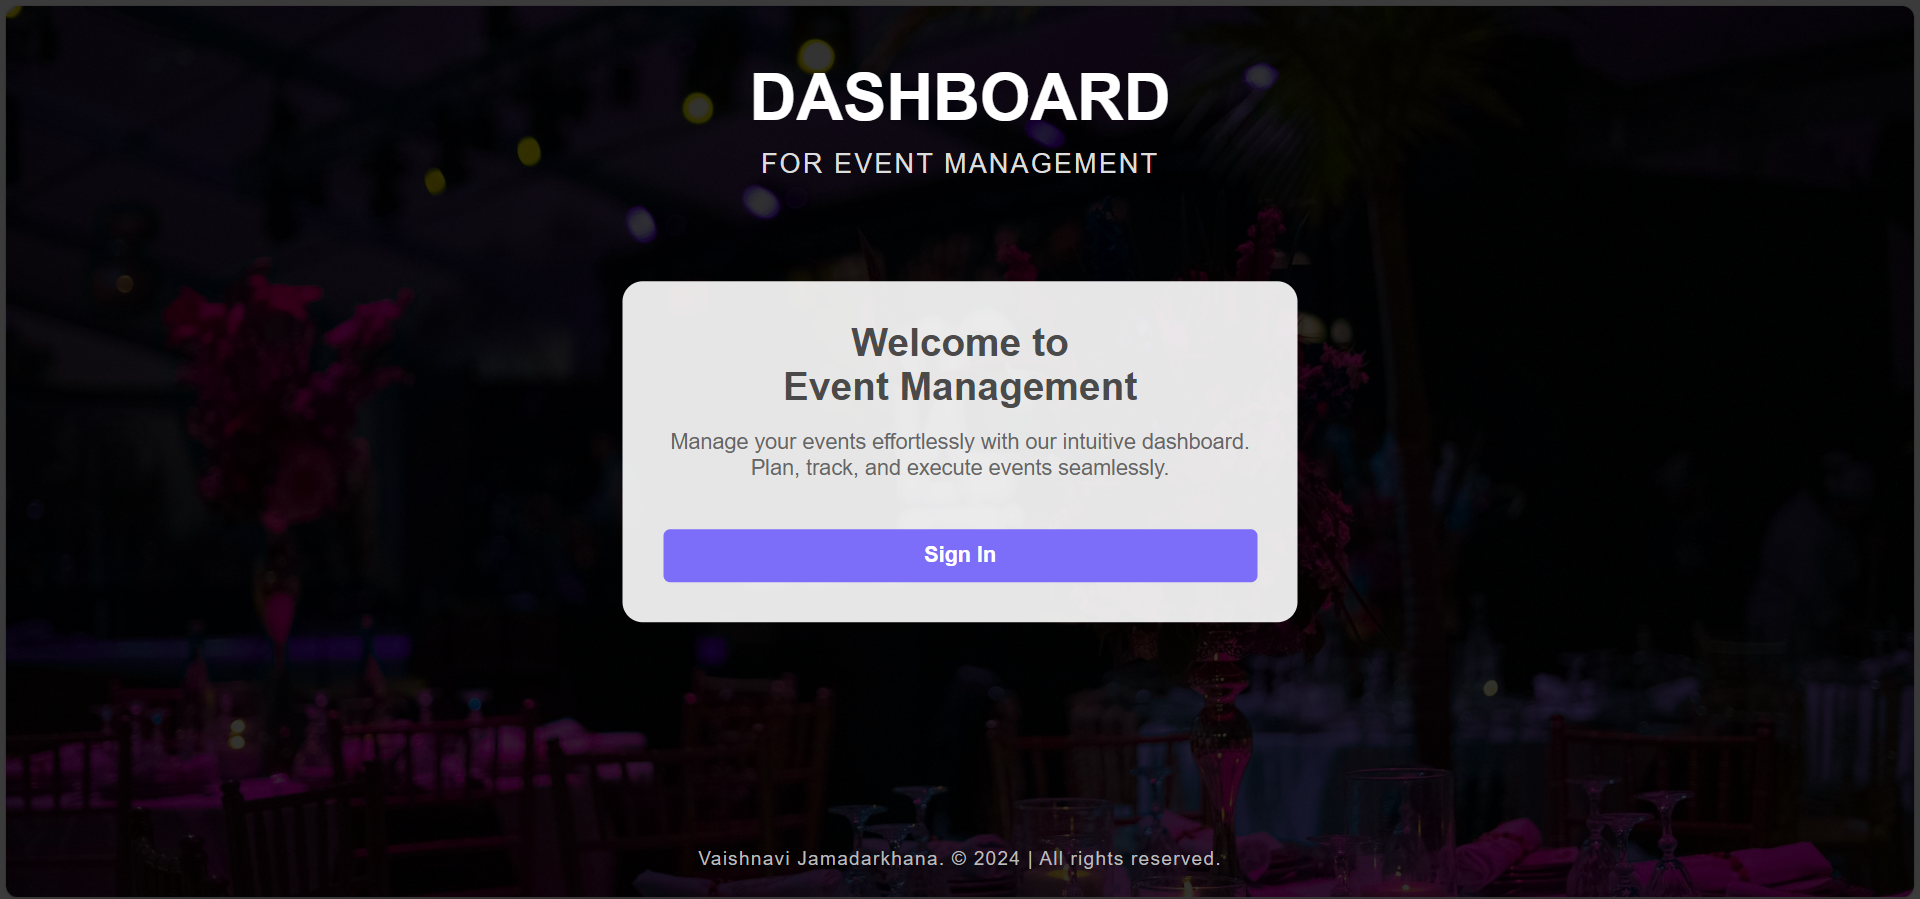 DASHBOARD
FOR EVENT MANAGEMENT
Welcome to
Event Management
Manage your events effortlessly with our intuitive dashboard.
Plan, track, and execute events seamlessly.
Sign In
Vaishnavi Jamadarkhana. © 2024 | All rights reserved.